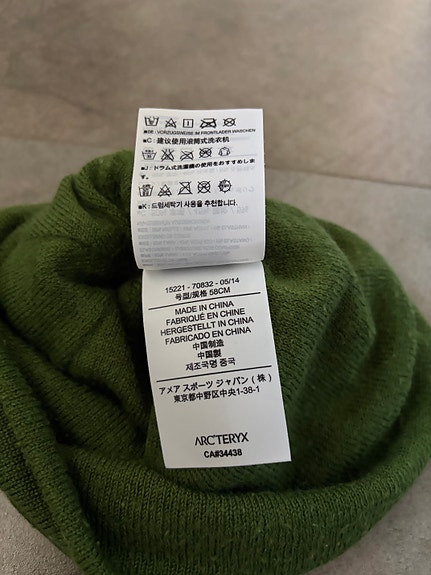 ■DE: VORZUGSWEISE IM FRONTLADER WASCHEN
■C: 建议使用滚筒式洗衣机
■J: ドラム式洗濯機の使用をおすすめしま
す。
■K: 드럼세탁기 사용을 추천합니다.
15221 - 70832 - 05/14
号型/规格 58CM
MADE IN CHINA
FABRIQUÉ EN CHINE
HERGESTELLT IN CHINA
FABRICADO EN CHINA
中国制造
中国製
제조국명 중국
アメア スポーツ ジャパン (株)
東京都中野区中央1-38-1
ARC'TERYX
CA#34438